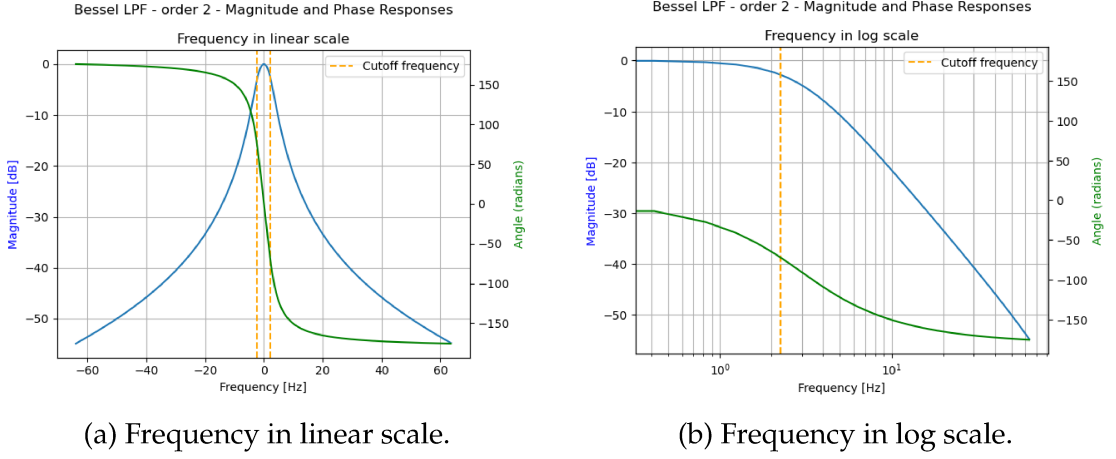 Bessel LPF - order 2 - Magnitude and Phase Responses
Frequency in linear scale
Cutoff frequency
0
−10
−20
−30
−40
−50
Magnitude [dB]
150
100
50
0
−50
−100
−150
Angle (radians)
−60 −40 −20 0 20 40 60
Frequency [Hz]
(a) Frequency in linear scale.
Bessel LPF - order 2 - Magnitude and Phase Responses
Frequency in log scale
Cutoff frequency
0
−10
−20
−30
−40
−50
Magnitude [dB]
150
100
50
0
−50
−100
−150
Angle (radians)
10⁰ 10¹
Frequency [Hz]
(b) Frequency in log scale.